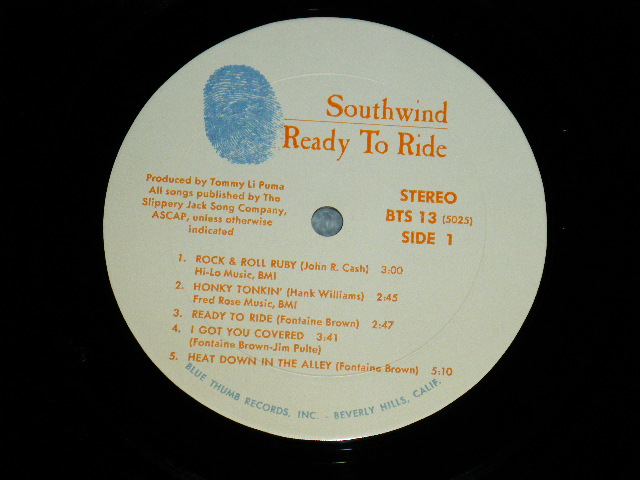 Southwind
Ready To Ride
Produced by Tommy Li Puma
All songs published by The
Slippery Jack Song Company,
ASCAP, unless otherwise
indicated
STEREO
BTS 13 (5025)
SIDE 1
1. ROCK & ROLL RUBY (John R. Cash) 3:00
Hi-Lo Music, BMI
2. HONKY TONKIN' (Hank Williams) 2:45
Fred Rose Music, BMI
3. READY TO RIDE (Fontaine Brown) 2:47
4. I GOT YOU COVERED 3:41
(Fontaine Brown-Jim Pulte)
5. HEAT DOWN IN THE ALLEY (Fontaine Brown) 5:10
BLUE THUMB RECORDS, INC. - BEVERLY HILLS, CALIF.